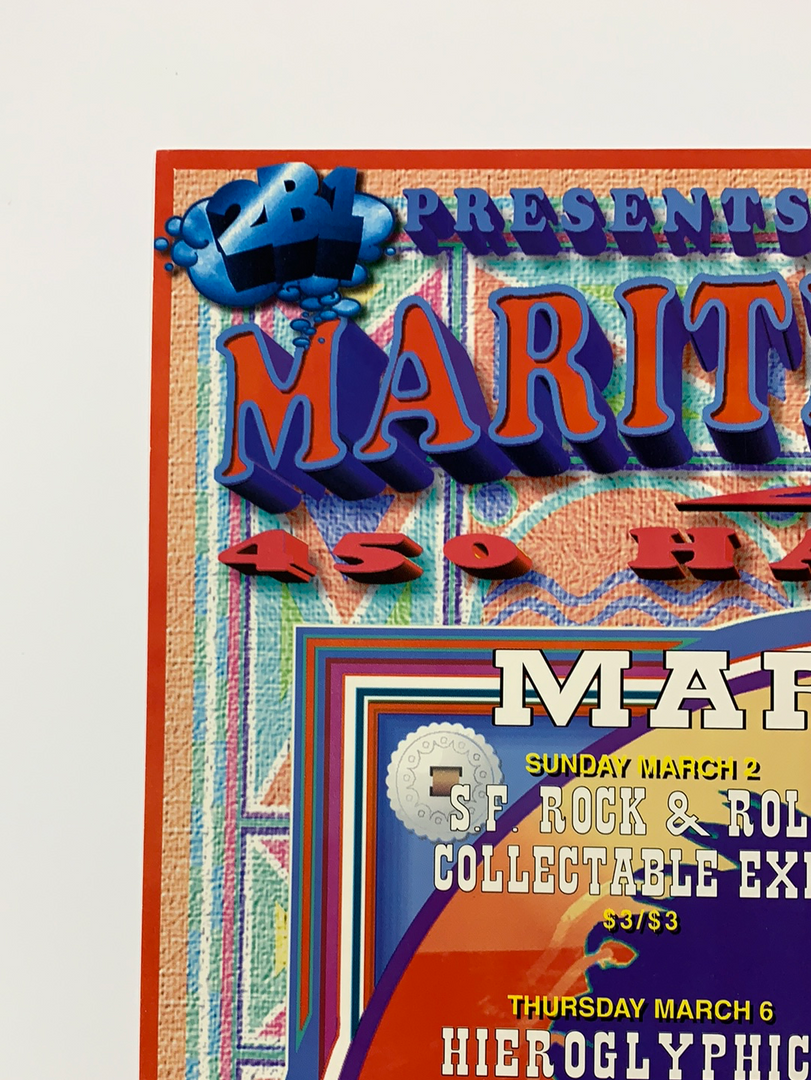 2B1 PRESENTS
MARIT
450 HA
MAR
SUNDAY MARCH 2
S.F. ROCK & ROL
COLLECTABLE EX
$3/$3
THURSDAY MARCH 6
HIEROGLYPHIC